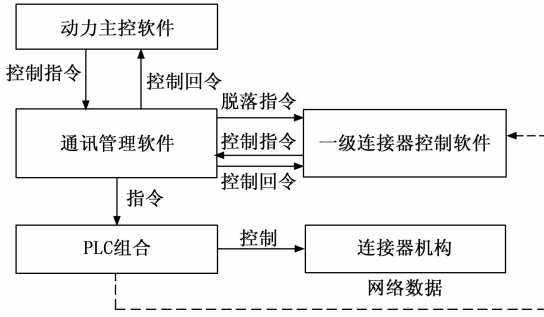 动力主控软件
控制指令
控制回令
脱落指令
通讯管理软件
控制指令
一级连接器控制软件
控制回令
指令
PLC组合
控制
连接器机构
网络数据